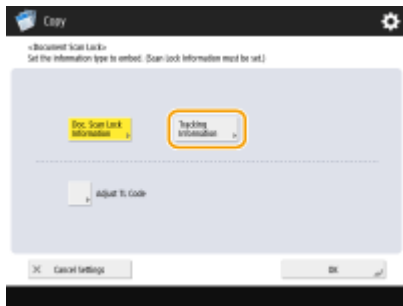 Copy
<Document Scan Lock>
Set the information type to embed. (Scan Lock Information must be set.)
Doc. Scan Lock
Information
Tracking
Information
Adjust TL Code
Cancel Settings
OK